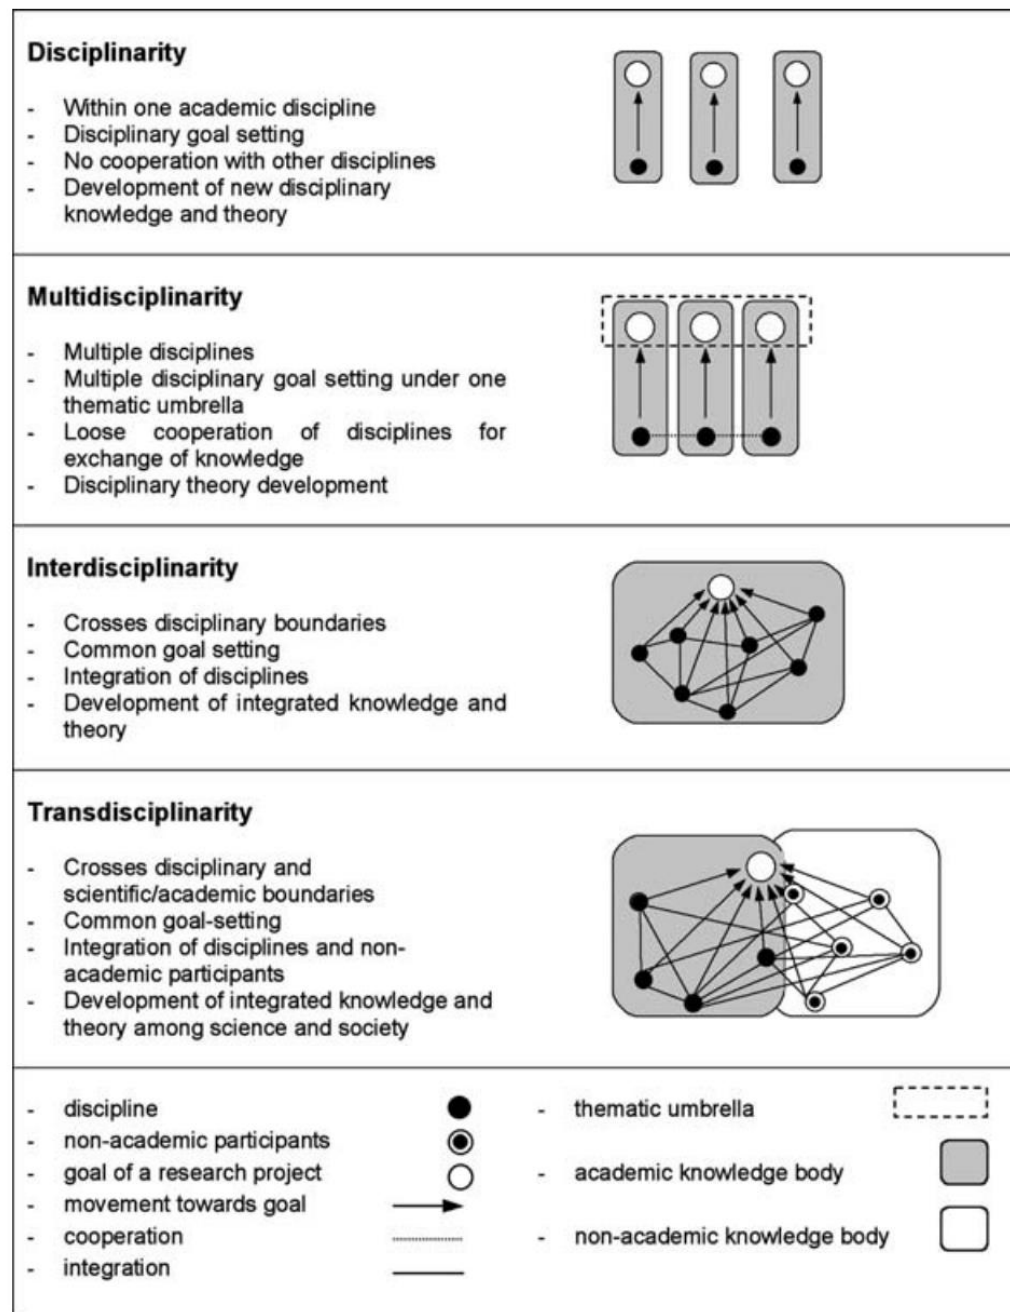 Disciplinarity
- Within one academic discipline
- Disciplinary goal setting
- No cooperation with other disciplines
- Development of new disciplinary
knowledge and theory
Multidisciplinarity
- Multiple disciplines
- Multiple disciplinary goal setting under one
thematic umbrella
- Loose cooperation of disciplines for
exchange of knowledge
- Disciplinary theory development
Interdisciplinarity
- Crosses disciplinary boundaries
- Common goal setting
- Integration of disciplines
- Development of integrated knowledge and
theory
Transdisciplinarity
- Crosses disciplinary and
scientific/academic boundaries
- Common goal-setting
- Integration of disciplines and non-
academic participants
- Development of integrated knowledge and
theory among science and society
- discipline
- non-academic participants
- goal of a research project
- movement towards goal
- cooperation
- integration
- thematic umbrella
- academic knowledge body
- non-academic knowledge body